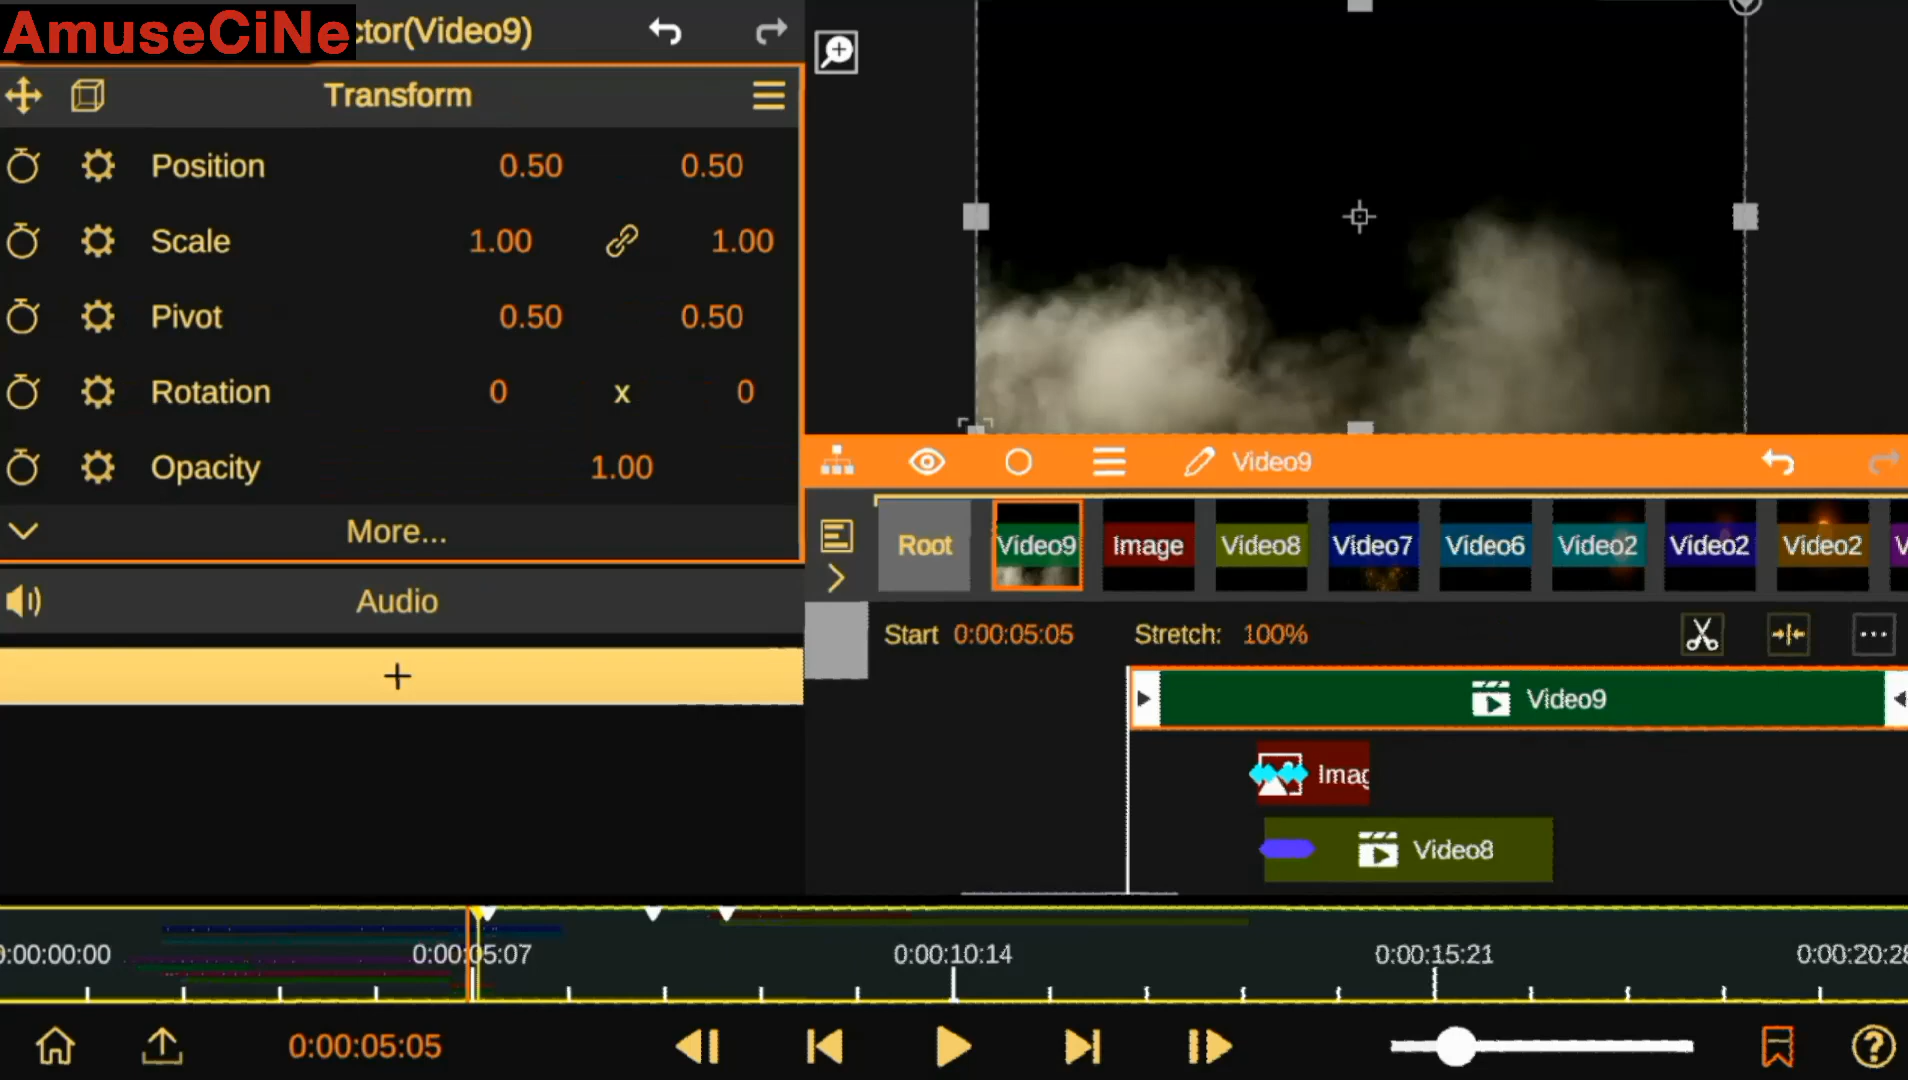 AmuseCiNe
ctor(Video9)
Transform
Position 0.50 0.50
Scale 1.00 1.00
Pivot 0.50 0.50
Rotation 0 x 0
Opacity 1.00
More...
Audio
+
Video9
Root Video9 Image Video8 Video7 Video6 Video2 Video2 Video2 V
Start 0:00:05:05 Stretch: 100%
Video9
Imag
Video8
0:00:00:00 0:00:05:07 0:00:10:14 0:00:15:21 0:00:20:28
0:00:05:05
?